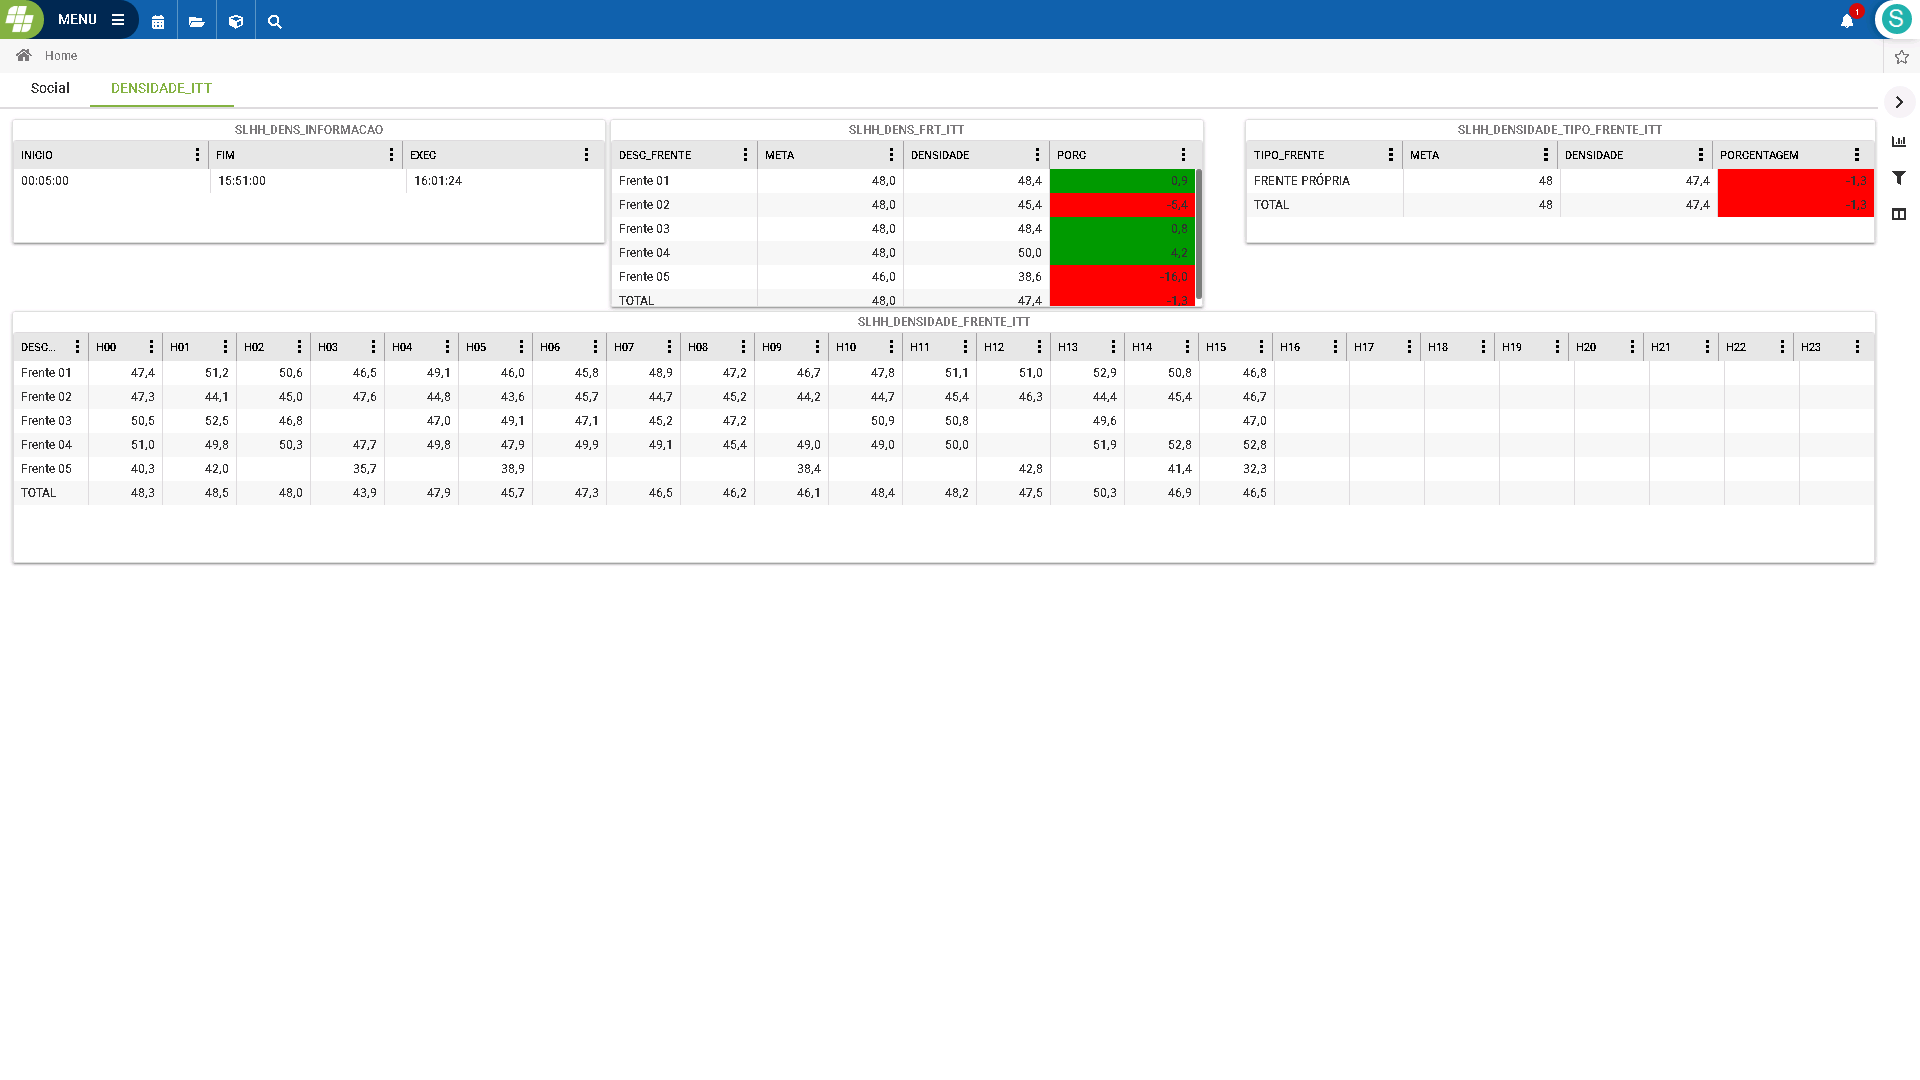 MENU
1
S
Home
Social DENSIDADE_ITT
SLHH_DENS_INFORMACAO
INICIO FIM EXEC
00:05:00 15:51:00 16:01:24
SLHH_DENS_FRT_ITT
DESC_FRENTE META DENSIDADE PORC
Frente 01 48,0 48,4 0,9
Frente 02 48,0 45,4 -5,4
Frente 03 48,0 48,4 0,8
Frente 04 48,0 50,0 4,2
Frente 05 46,0 38,6 -16,0
TOTAL 48,0 47,4 -1,3
SLHH_DENSIDADE_TIPO_FRENTE_ITT
TIPO_FRENTE META DENSIDADE PORCENTAGEM
FRENTE PRÓPRIA 48 47,4 -1,3
TOTAL 48 47,4 -1,3
SLHH_DENSIDADE_FRENTE_ITT
DESC... H00 H01 H02 H03 H04 H05 H06 H07 H08 H09 H10 H11 H12 H13 H14 H15 H16 H17 H18 H19 H20 H21 H22 H23
Frente 01 47,4 51,2 50,6 46,5 49,1 46,0 45,8 48,9 47,2 46,7 47,8 51,1 51,0 52,9 50,8 46,8
Frente 02 47,3 44,1 45,0 47,6 44,8 43,6 45,7 44,7 45,2 44,2 44,7 45,4 46,3 44,4 45,4 46,7
Frente 03 50,5 52,5 46,8 47,0 49,1 47,1 45,2 47,2 50,9 50,8 49,6 47,0
Frente 04 51,0 49,8 50,3 47,7 49,8 47,9 49,9 49,1 45,4 49,0 49,0 50,0 51,9 52,8 52,8
Frente 05 40,3 42,0 35,7 38,9 38,4 42,8 41,4 32,3
TOTAL 48,3 48,5 48,0 43,9 47,9 45,7 47,3 46,5 46,2 46,1 48,4 48,2 47,5 50,3 46,9 46,5